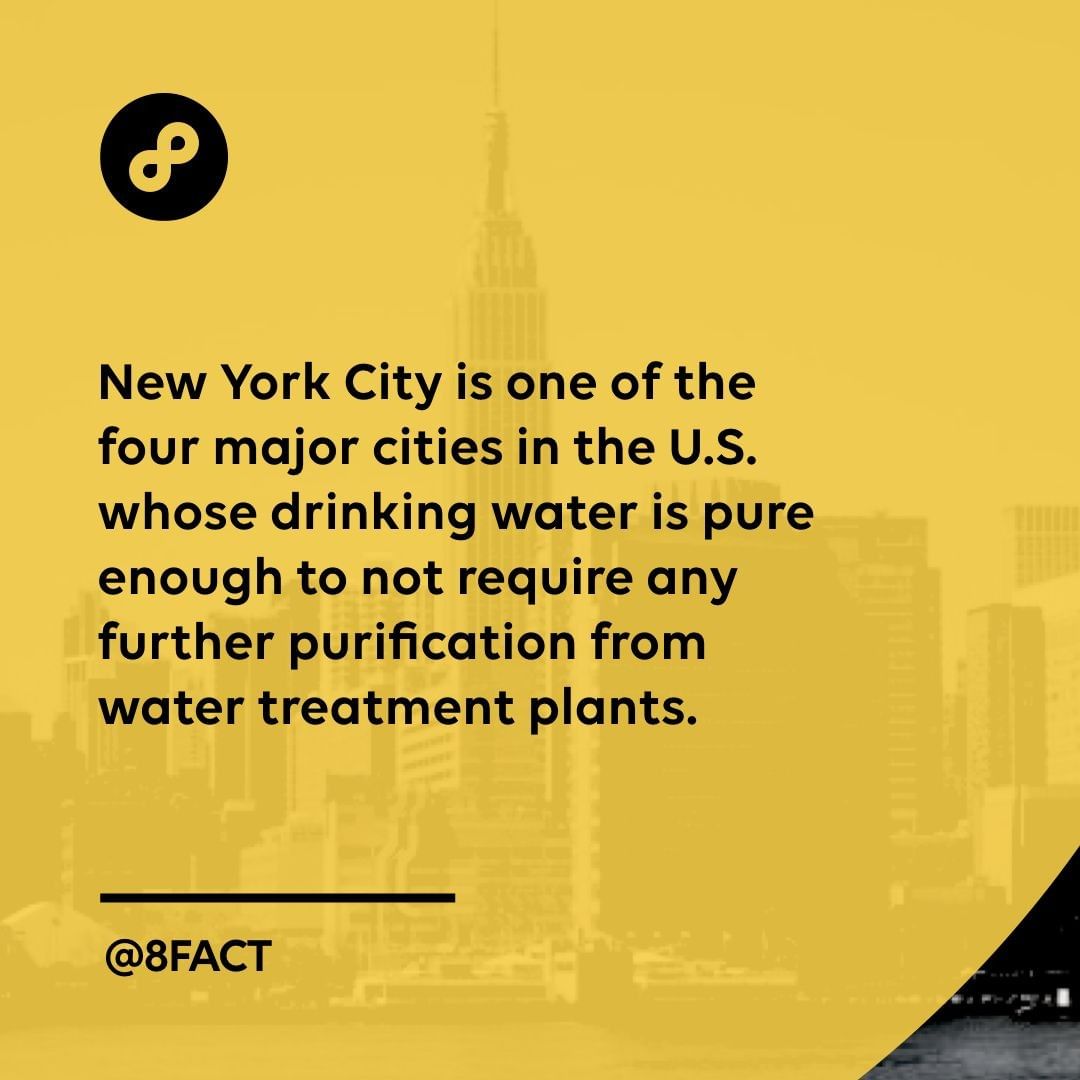 New York City is one of the
four major cities in the U.S.
whose drinking water is pure
enough to not require any
further purification from
water treatment plants.
@8FACT